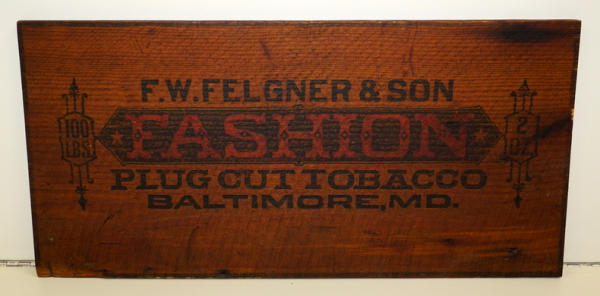 F.W. FELGNER & SON
100 LBS.
FASHION
2 OZ.
PLUG CUT TOBACCO
BALTIMORE, MD.